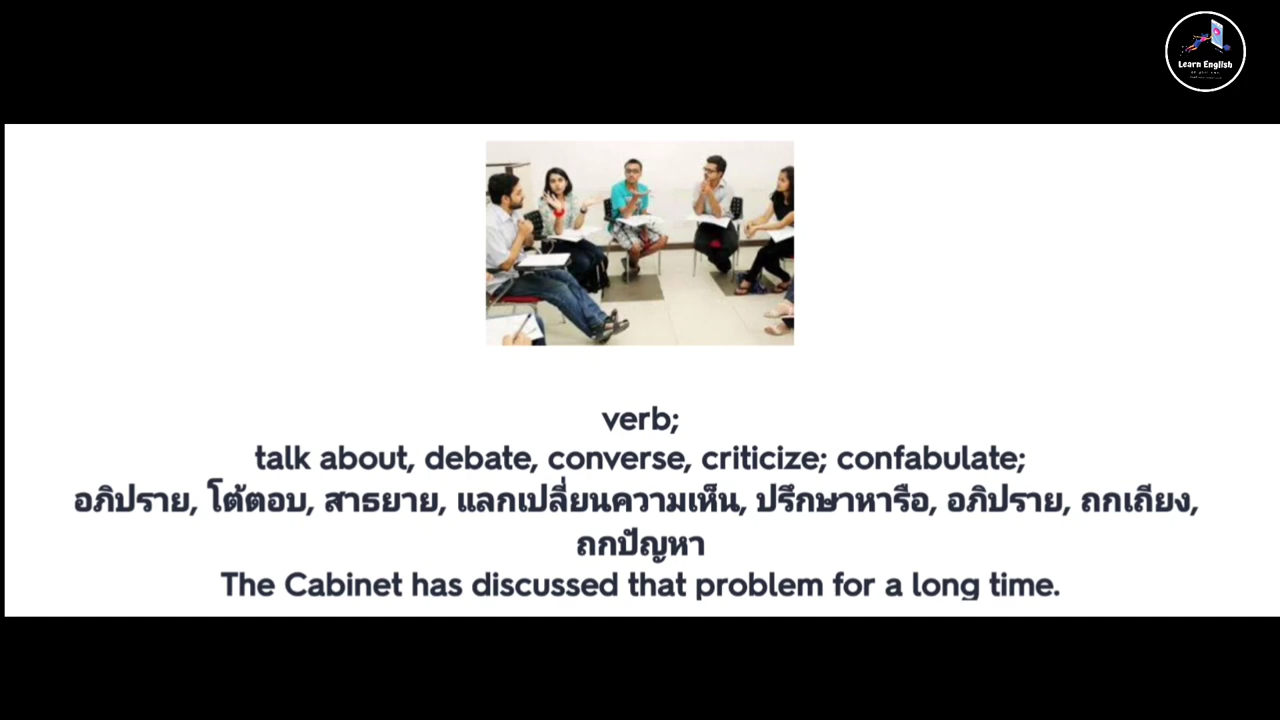 Learn English
verb;
talk about, debate, converse, criticize; confabulate;
อภิปราย, โต้ตอบ, สาธยาย, แลกเปลี่ยนความเห็น, ปรึกษาหารือ, อภิปราย, ถกเถียง,
ถกปัญหา
The Cabinet has discussed that problem for a long time.